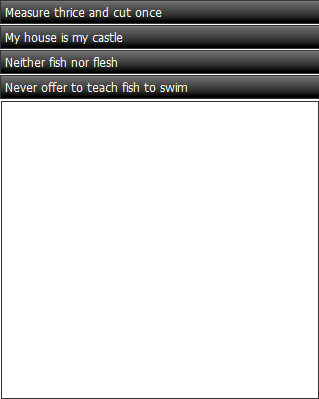 Measure thrice and cut once
My house is my castle
Neither fish nor flesh
Never offer to teach fish to swim